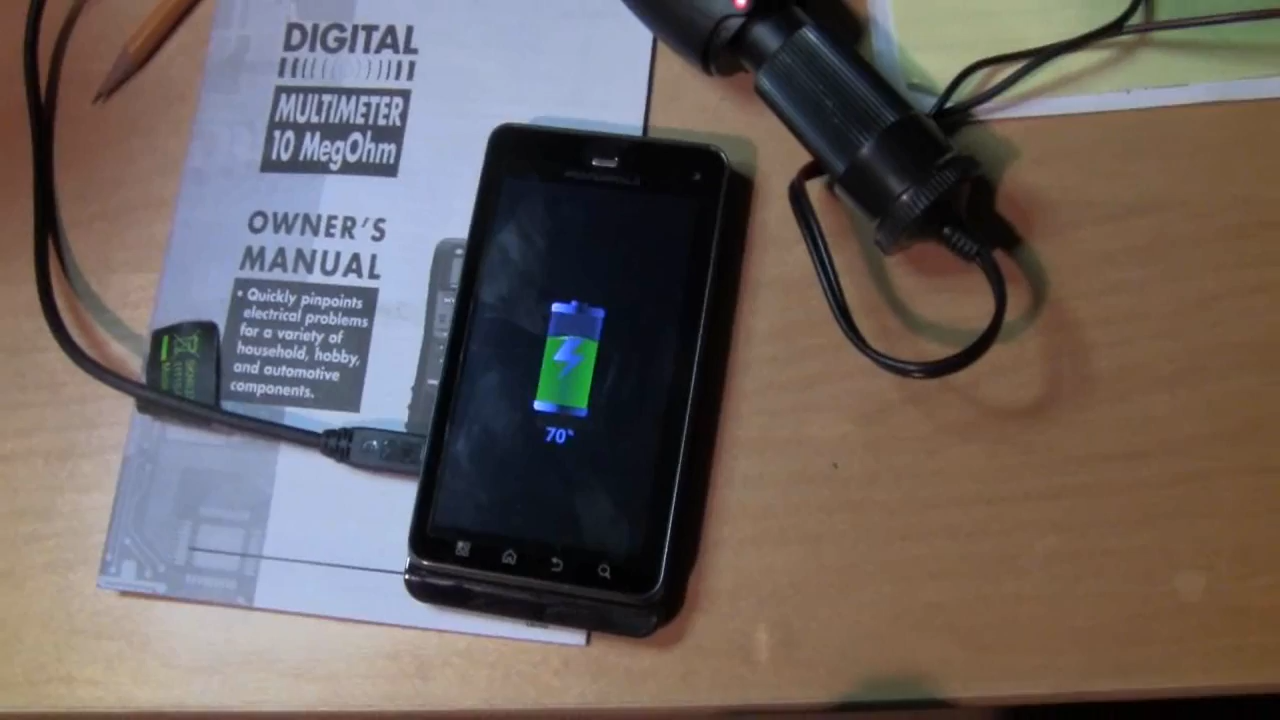 DIGITAL
MULTIMETER
10 MegOhm
OWNER'S
MANUAL
• Quickly pinpoints
electrical problems
for a variety of
household, hobby,
and automotive
components.
MOTOROLA
70%